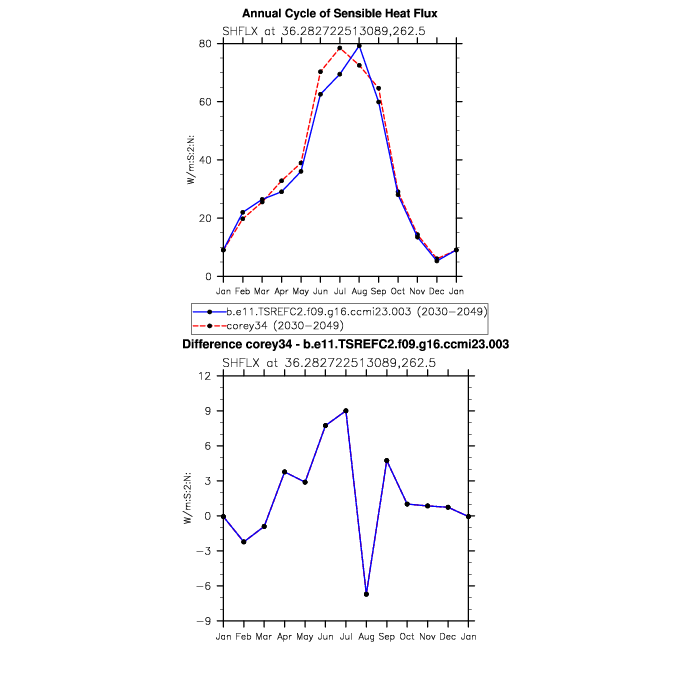 Annual Cycle of Sensible Heat Flux
SHFLX at 36.282722513089,262.5
80
60
40
20
0
W/m:S:2:N:
Jan Feb Mar Apr May Jun Jul Aug Sep Oct Nov Dec Jan
b.e11.TSREFC2.f09.g16.ccmi23.003 (2030-2049)
corey34 (2030-2049)
Difference corey34 - b.e11.TSREFC2.f09.g16.ccmi23.003
SHFLX at 36.282722513089,262.5
12
9
6
3
0
-3
-6
-9
W/m:S:2:N:
Jan Feb Mar Apr May Jun Jul Aug Sep Oct Nov Dec Jan